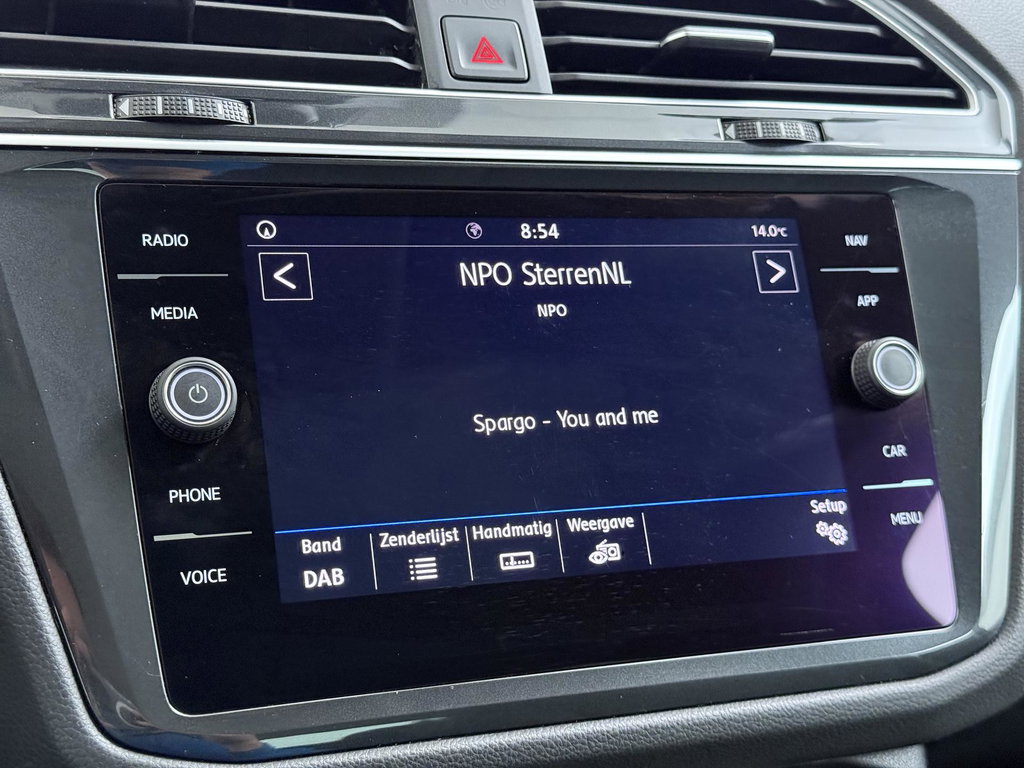 8:54
14.0°C
RADIO
NAV
NPO SterrenNL
NPO
MEDIA
APP
Spargo - You and me
CAR
PHONE
MENU
Setup
Band
Zenderlijst
Handmatig
Weergave
DAB
VOICE